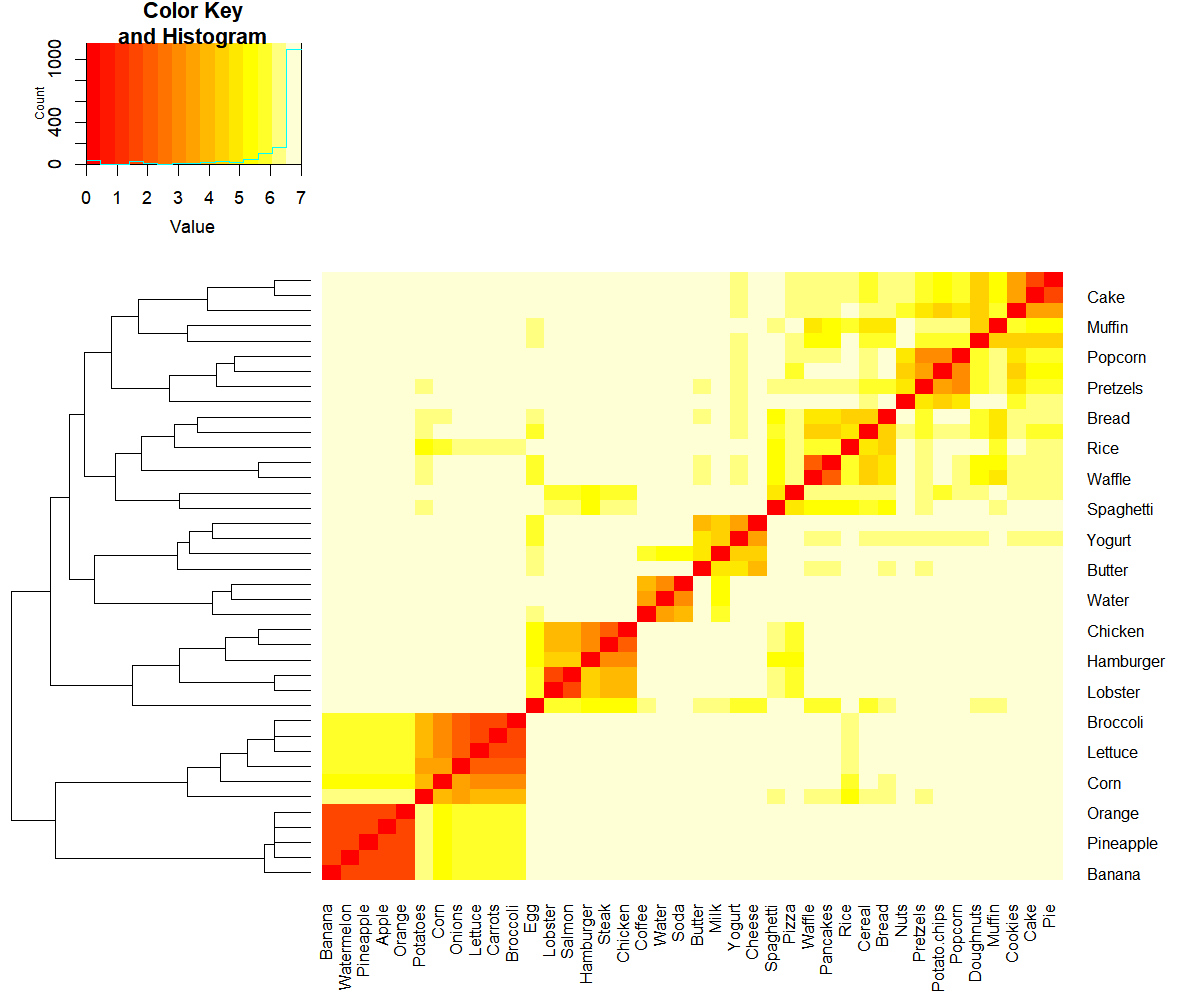 Color Key
and Histogram
Count
0
400
1000
0 1 2 3 4 5 6 7
Value
Cake
Muffin
Popcorn
Pretzels
Bread
Rice
Waffle
Spaghetti
Yogurt
Butter
Water
Chicken
Hamburger
Lobster
Broccoli
Lettuce
Corn
Orange
Pineapple
Banana
Banana
Watermelon
Pineapple
Apple
Orange
Potatoes
Corn
Onions
Lettuce
Carrots
Broccoli
Egg
Lobster
Salmon
Hamburger
Steak
Chicken
Coffee
Water
Soda
Butter
Milk
Yogurt
Cheese
Spaghetti
Pizza
Waffle
Pancakes
Rice
Cereal
Bread
Nuts
Pretzels
Potato.chips
Popcorn
Doughnuts
Muffin
Cookies
Cake
Pie